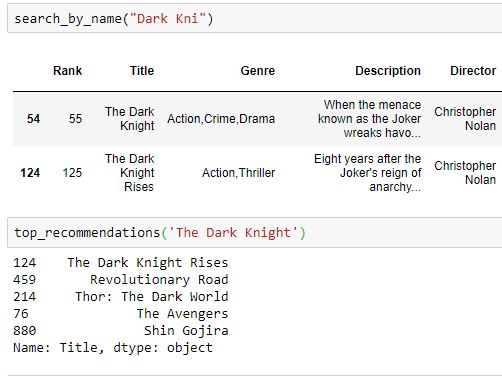 search_by_name("Dark Kni")
Rank Title Genre Description Director
54 55 The Dark Knight Action,Crime,Drama When the menace known as the Joker wreaks havo... Christopher Nolan
124 125 The Dark Knight Rises Action,Thriller Eight years after the Joker's reign of anarchy... Christopher Nolan
top_recommendations('The Dark Knight')
124 The Dark Knight Rises
459 Revolutionary Road
214 Thor: The Dark World
76 The Avengers
880 Shin Gojira
Name: Title, dtype: object